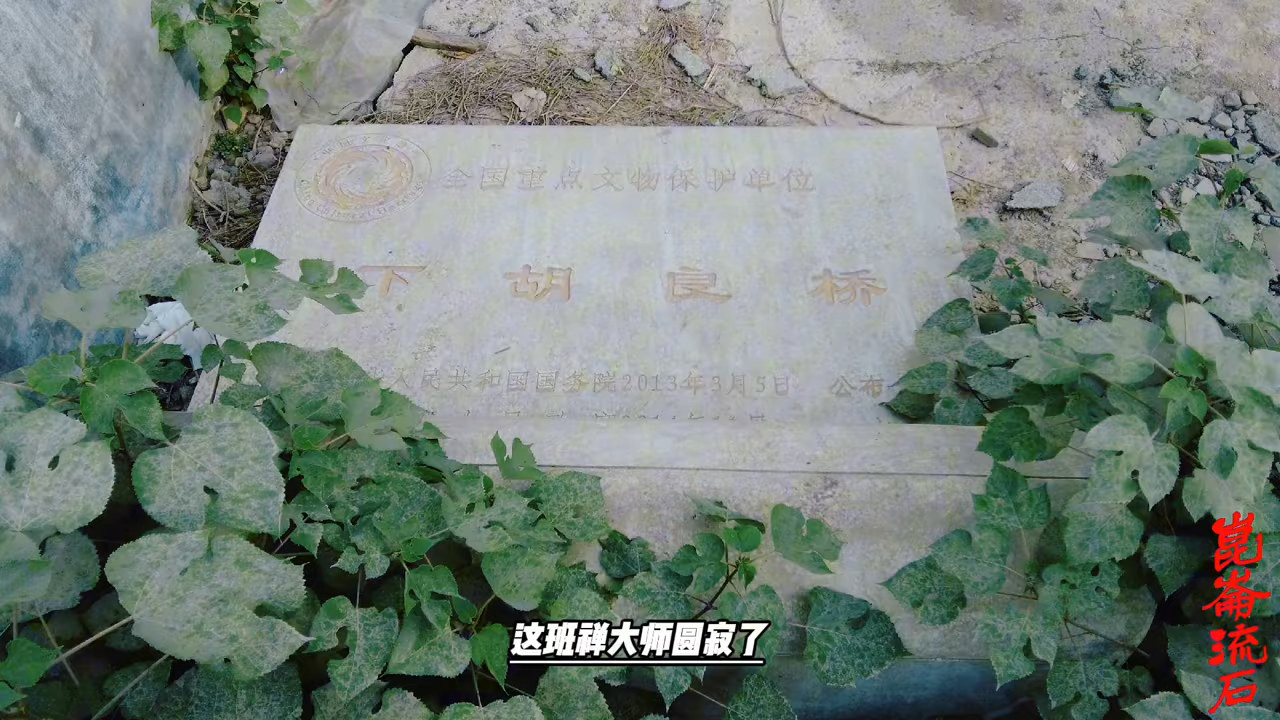 全国重点文物保护单位
下胡良桥
人民共和国国务院2013年3月5日 公布
这班禅大师圆寂了
崑崙流石